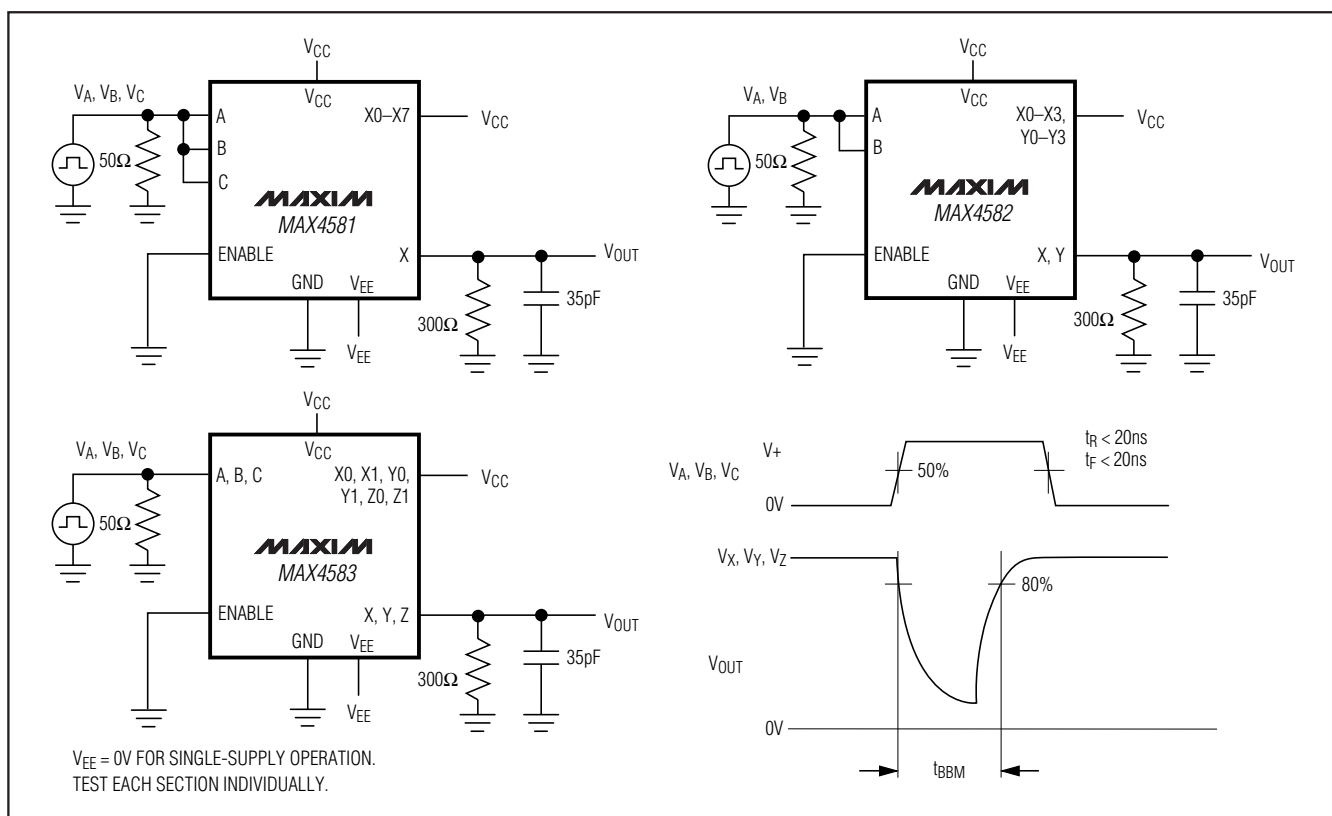 VCC
VA, VB, VC
VCC
A
X0–X7
VCC
B
50Ω
C
MAXIM
MAX4581
ENABLE
X
VOUT
GND
VEE
35pF
300Ω
VEE
VCC
VA, VB
VCC
A
X0–X3,
Y0–Y3
VCC
B
50Ω
MAXIM
MAX4582
ENABLE
X, Y
VOUT
GND
VEE
35pF
300Ω
VEE
VCC
VA, VB, VC
VCC
A, B, C
X0, X1, Y0,
Y1, Z0, Z1
VCC
50Ω
MAXIM
MAX4583
ENABLE
X, Y, Z
VOUT
GND
VEE
35pF
300Ω
VEE
VEE = 0V FOR SINGLE-SUPPLY OPERATION.
TEST EACH SECTION INDIVIDUALLY.
V+
tR < 20ns
tF < 20ns
VA, VB, VC
50%
0V
VX, VY, VZ
80%
VOUT
0V
tBBM